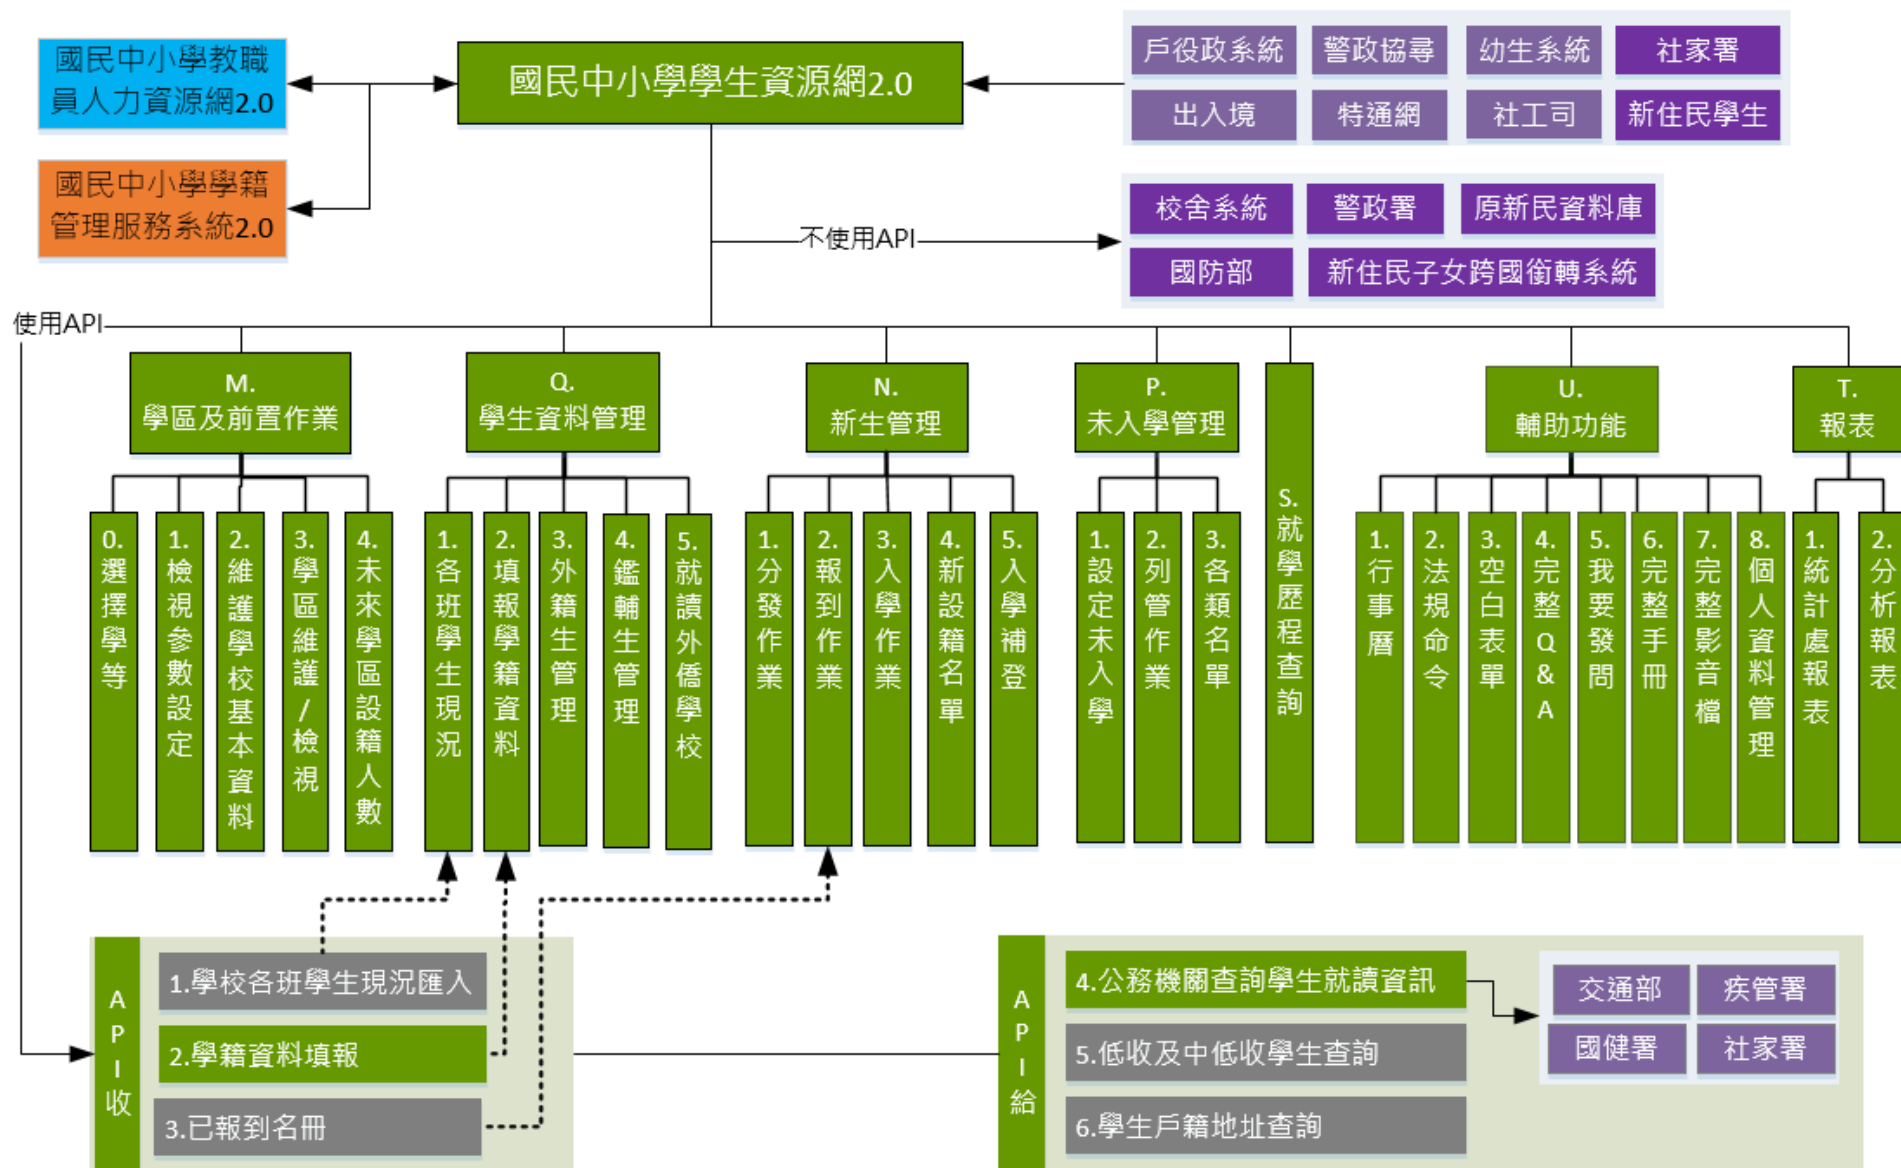 國民中小學教職
員人力資源網2.0
國民中小學學生資源網2.0
戶役政系統
警政協尋
幼生系統
社家署
出入境
特通網
社工司
新住民學生
國民中小學學籍
管理服務系統2.0
不使用API
校舍系統
警政署
原新民資料庫
國防部
新住民子女跨國銜轉系統
使用API
M.
學區及前置作業
0.選擇學等
1.檢視參數設定
2.維護學校基本資料
3.學區維護/檢視
4.未來學區設籍人數
Q.
學生資料管理
1.各班學生現況
2.填報學籍資料
3.外籍生管理
4.鑑輔生管理
5.就讀外僑學校
N.
新生管理
1.分發作業
2.報到作業
3.入學作業
4.新設籍名單
5.入學補登
P.
未入學管理
1.設定未入學
2.列管作業
3.各類名單
S.就學歷程查詢
U.
輔助功能
1.行事曆
2.法規命令
3.空白表單
4.完整Q&A
5.我要發問
6.完整手冊
7.完整影音檔
8.個人資料管理
T.
報表
1.統計處報表
2.分析報表
API收
1.學校各班學生現況匯入
2.學籍資料填報
3.已報到名冊
API給
4.公務機關查詢學生就讀資訊
5.低收及中低收學生查詢
6.學生戶籍地址查詢
交通部
疾管署
國健署
社家署